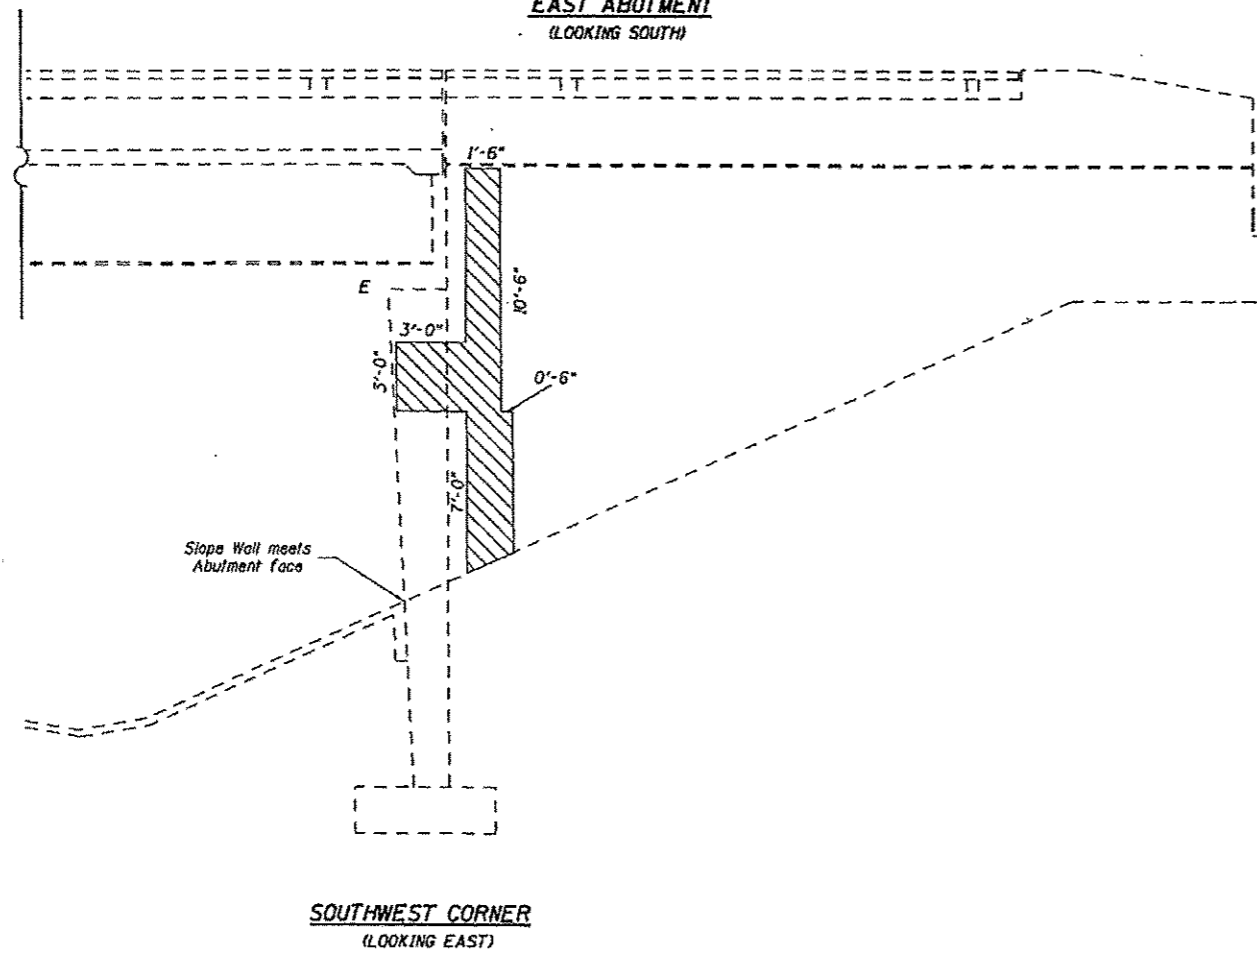 EAST ABUTMENT
(LOOKING SOUTH)
1'-6"
10'-6"
E
3'-0"
3'-0"
0'-6"
7'-0"
Slope Wall meets
Abutment face
SOUTHWEST CORNER
(LOOKING EAST)